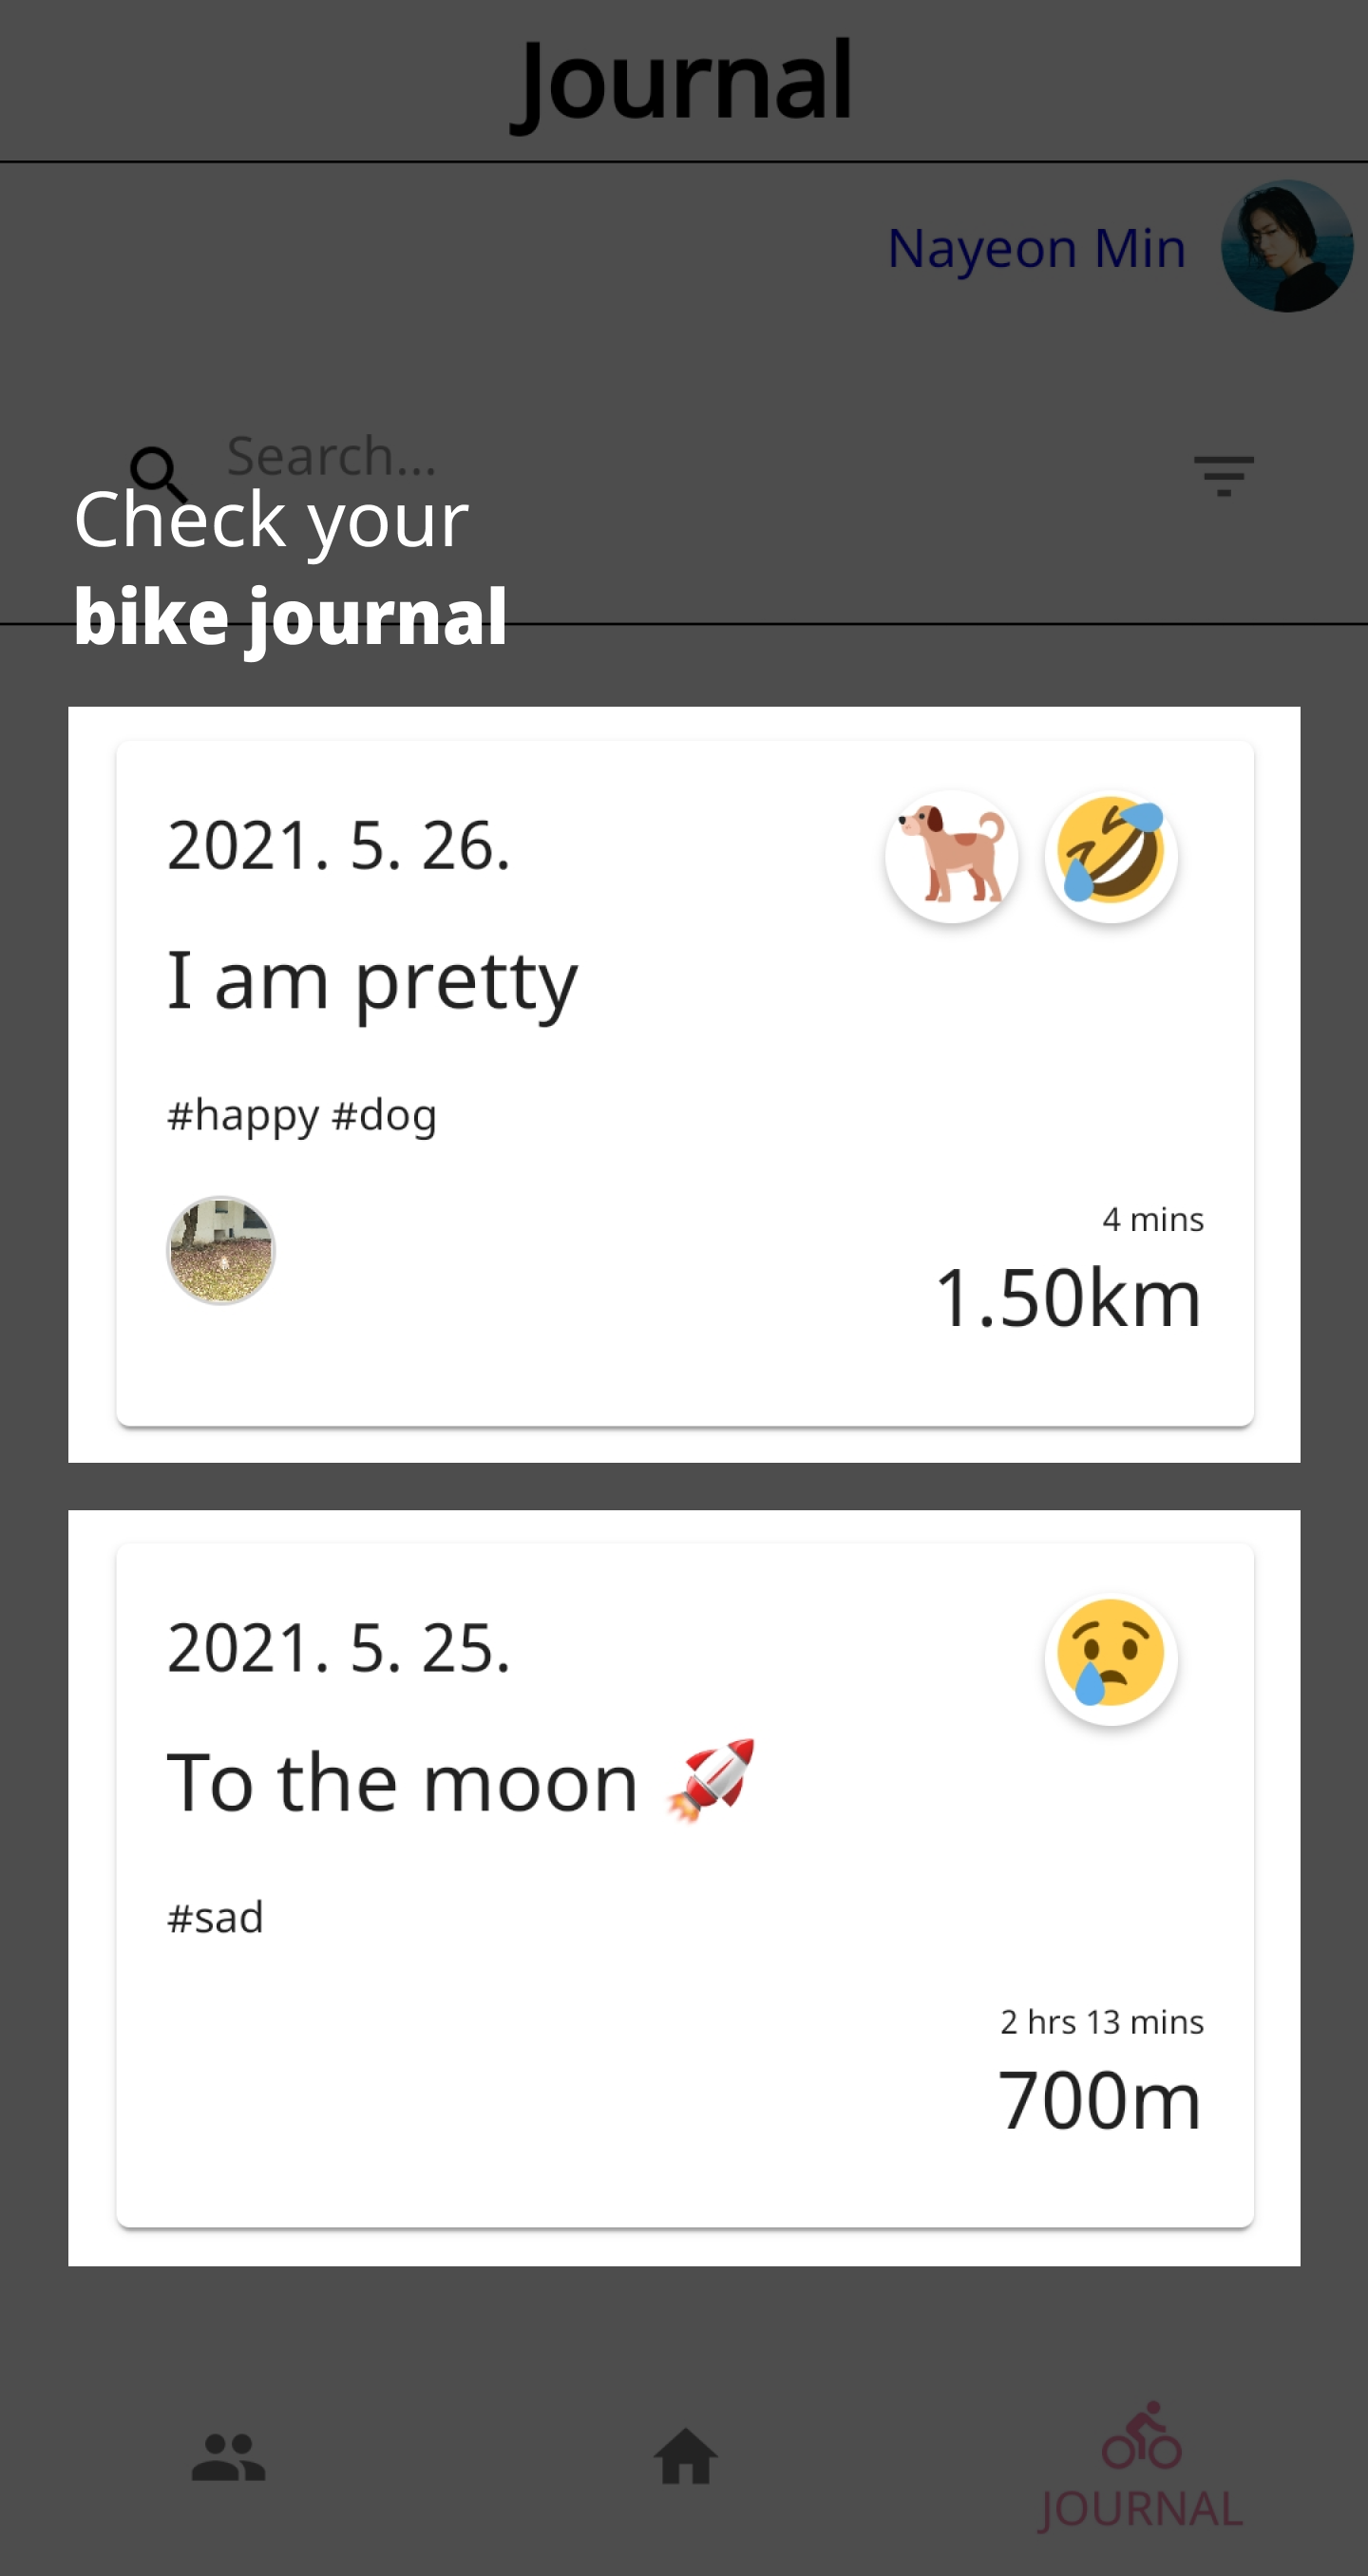 Journal
Nayeon Min
Search...
Check your
bike journal
2021. 5. 26.
I am pretty
#happy #dog
4 mins
1.50km
2021. 5. 25.
To the moon 🚀
#sad
2 hrs 13 mins
700m
JOURNAL